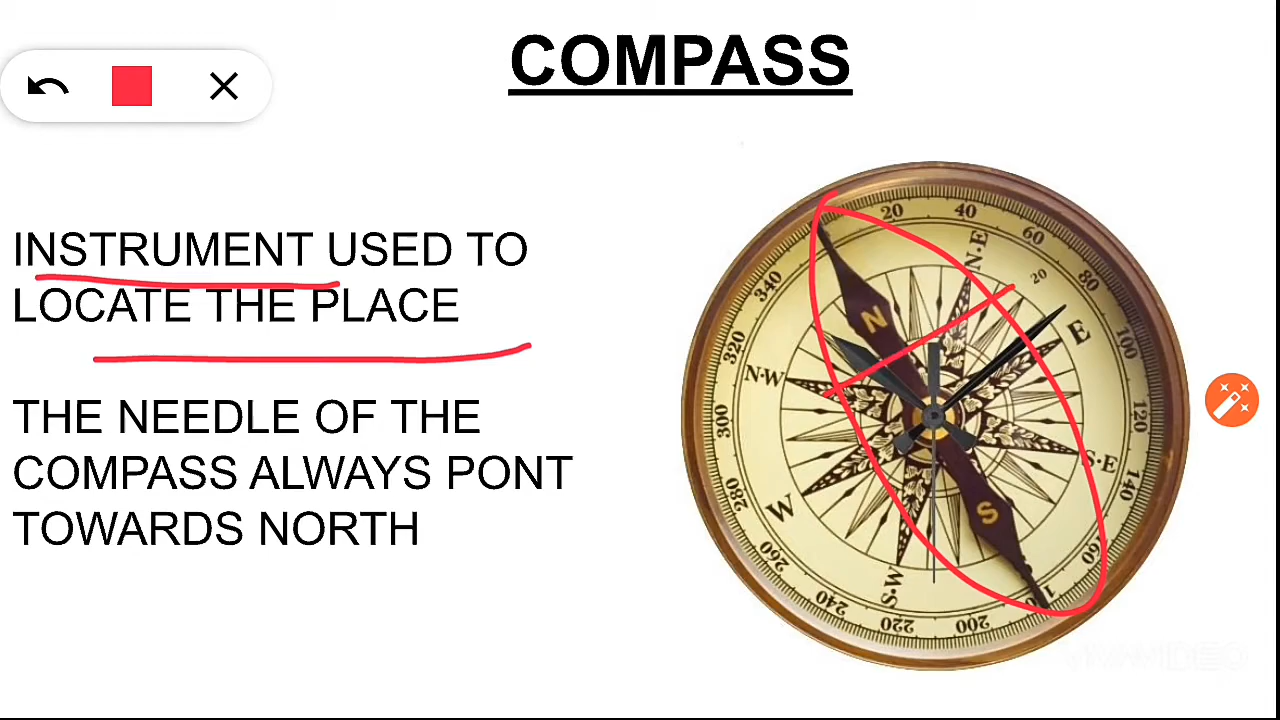 COMPASS
INSTRUMENT USED TO
LOCATE THE PLACE
THE NEEDLE OF THE
COMPASS ALWAYS PONT
TOWARDS NORTH
20
40
60
80
100
120
140
160
200
220
240
260
280
300
320
340
N·E
20
E
S·E
S·W
W
N·W
N
S